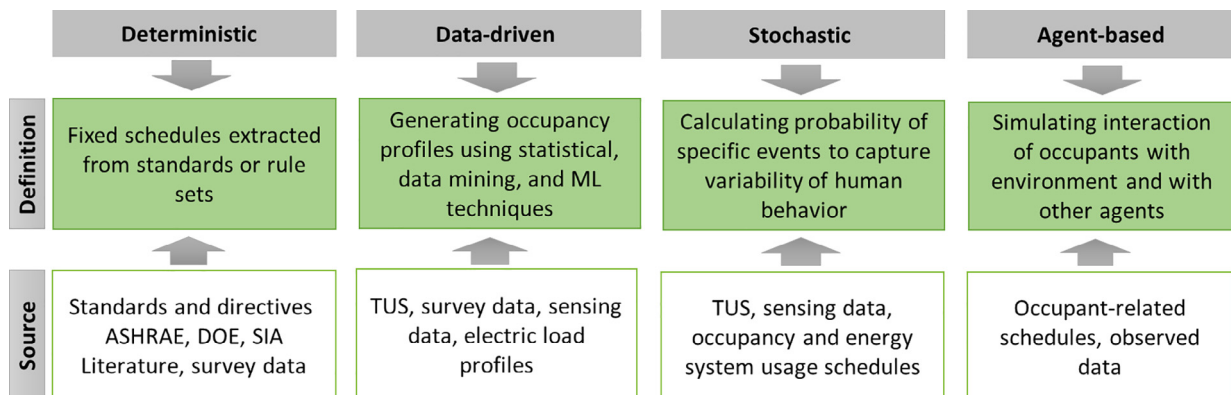 Deterministic
Data-driven
Stochastic
Agent-based
Definition
Fixed schedules extracted
from standards or rule
sets
Generating occupancy
profiles using statistical,
data mining, and ML
techniques
Calculating probability of
specific events to capture
variability of human
behavior
Simulating interaction
of occupants with
environment and with
other agents
Source
Standards and directives
ASHRAE, DOE, SIA
Literature, survey data
TUS, survey data, sensing
data, electric load
profiles
TUS, sensing data,
occupancy and energy
system usage schedules
Occupant-related
schedules, observed
data